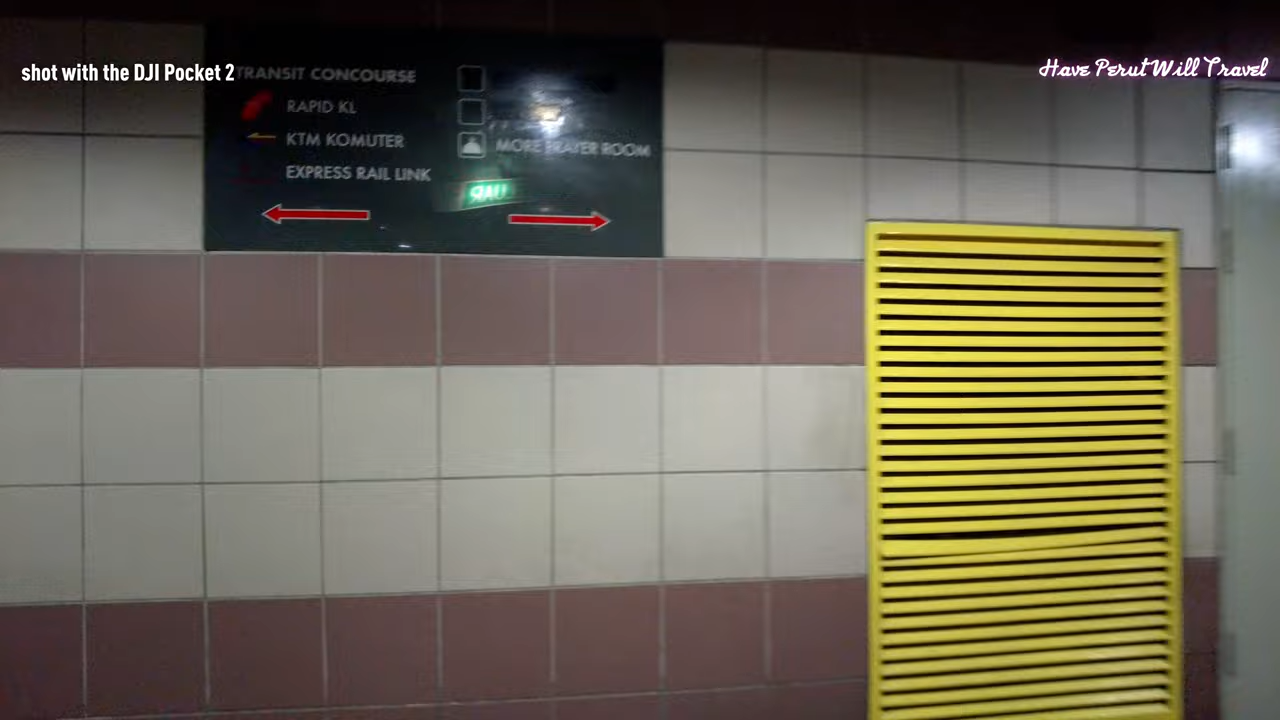 shot with the DJI Pocket 2
Have Perut Will Travel
TRANSIT CONCOURSE
RAPID KL
KTM KOMUTER
EXPRESS RAIL LINK
MORE PRAYER ROOM